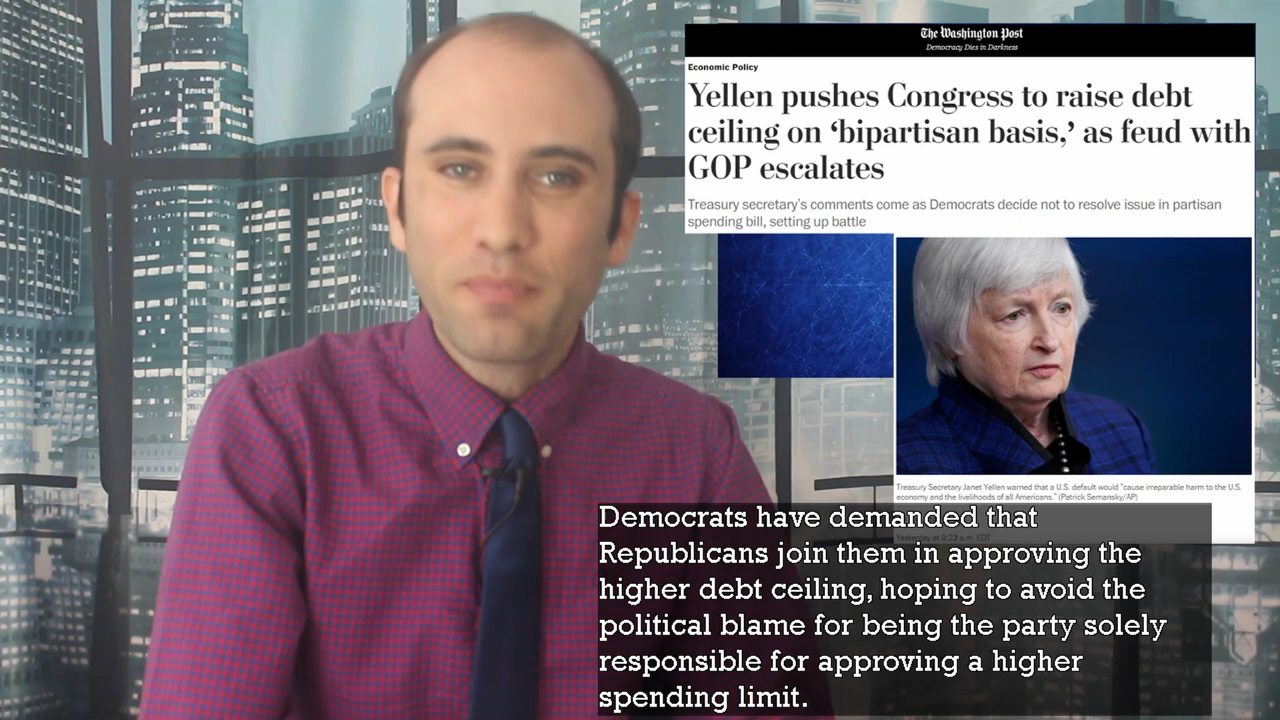 The Washington Post
Democracy Dies in Darkness
Economic Policy
Yellen pushes Congress to raise debt
ceiling on ‘bipartisan basis,’ as feud with
GOP escalates
Treasury secretary’s comments come as Democrats decide not to resolve issue in partisan
spending bill, setting up battle
Treasury Secretary Janet Yellen warned that a U.S. default would “cause irreparable harm to the U.S.
economy and the livelihoods of all Americans.” (Patrick Semansky/AP)
Yesterday at 9:23 a.m. EDT
Democrats have demanded that
Republicans join them in approving the
higher debt ceiling, hoping to avoid the
political blame for being the party solely
responsible for approving a higher
spending limit.